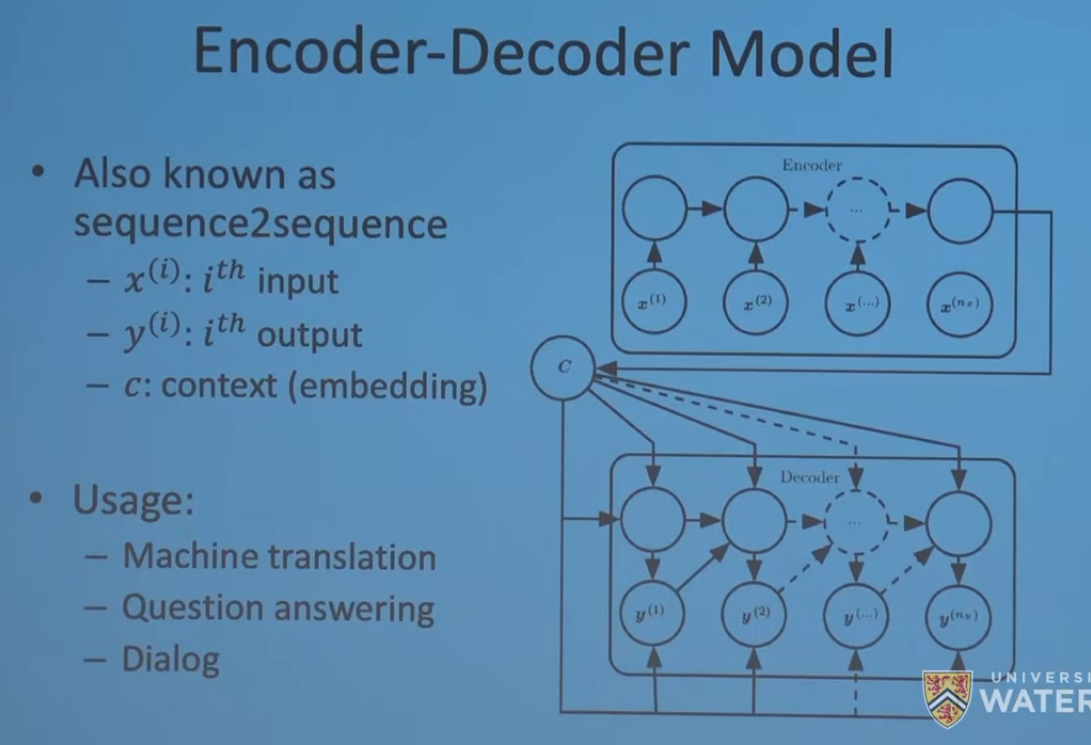 Encoder-Decoder Model
• Also known as
sequence2sequence
– x^(i): i^th input
– y^(i): i^th output
– c: context (embedding)
• Usage:
– Machine translation
– Question answering
– Dialog
Encoder
...
x^(1) x^(2) x^(...) x^(n_x)
C
Decoder
...
y^(1) y^(2) y^(...) y^(n_y)
UNIVERSI
WATER